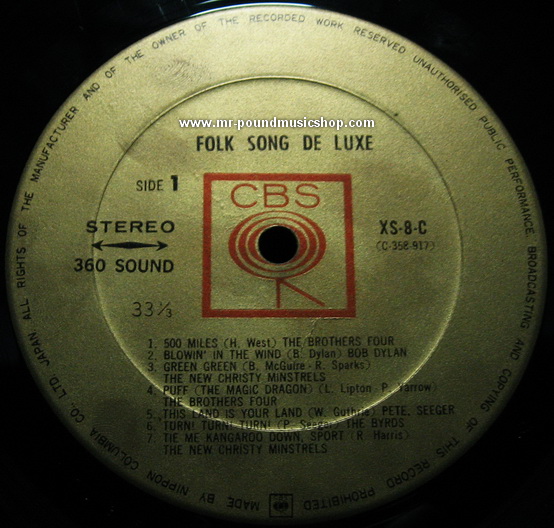 www.mr-poundmusicshop.com
FOLK SONG DE LUXE
SIDE 1
CBS
STEREO
360 SOUND
XS-8-C
33⅓
1. 500 MILES (H. West) THE BROTHERS FOUR
2. BLOWIN' IN THE WIND (B. Dylan) BOB DYLAN
3. GREEN GREEN (B. McGuire - R. Sparks)
THE NEW CHRISTY MINSTRELS
4. PUFF (THE MAGIC DRAGON) (L. Lipton - P. Yarrow)
THE BROTHERS FOUR
5. THIS LAND IS YOUR LAND (W. Guthrie) PETE. SEEGER
6. TURN! TURN! TURN! (P. Seeger) THE BYRDS
7. TIE ME KANGAROO DOWN, SPORT (R. Harris)
THE NEW CHRISTY MINSTRELS
MADE BY NIPPON COLUMBIA CO., LTD. JAPAN ALL RIGHTS OF THE MANUFACTURER AND OF THE OWNER OF THE RECORDED WORK RESERVED UNAUTHORISED PUBLIC PERFORMANCE, BROADCASTING AND COPYING OF THIS RECORD PROHIBITED